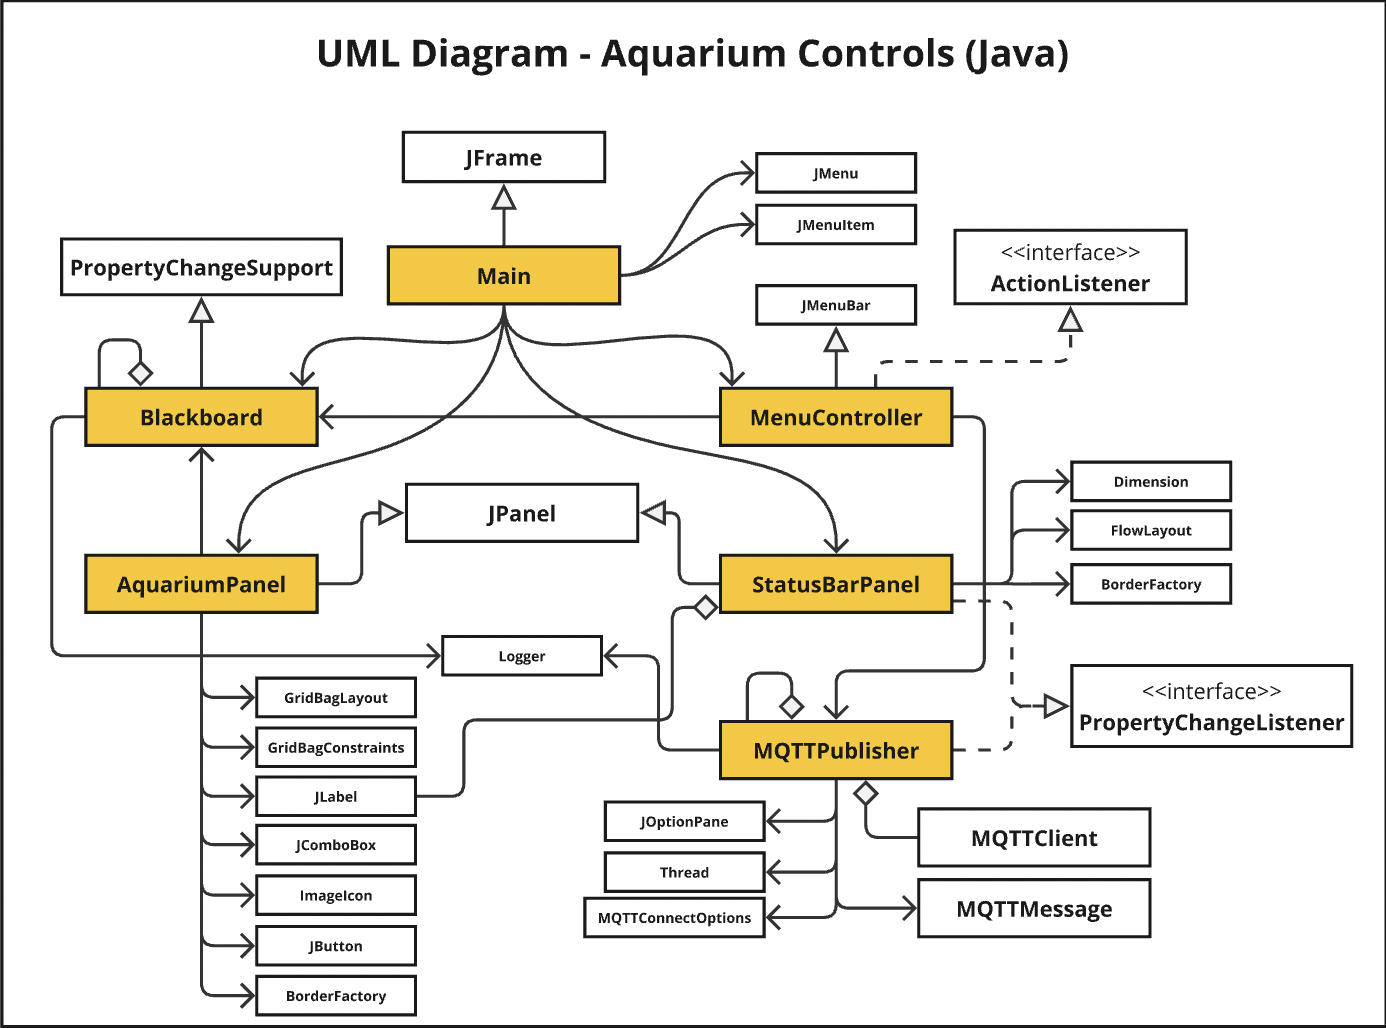 UML Diagram - Aquarium Controls (Java)
JFrame
JMenu
JMenuItem
PropertyChangeSupport
Main
<<interface>>
ActionListener
JMenuBar
Blackboard
MenuController
JPanel
Dimension
FlowLayout
BorderFactory
AquariumPanel
StatusBarPanel
Logger
GridBagLayout
GridBagConstraints
JLabel
JComboBox
ImageIcon
JButton
BorderFactory
<<interface>>
PropertyChangeListener
MQTTPublisher
JOptionPane
Thread
MQTTConnectOptions
MQTTClient
MQTTMessage